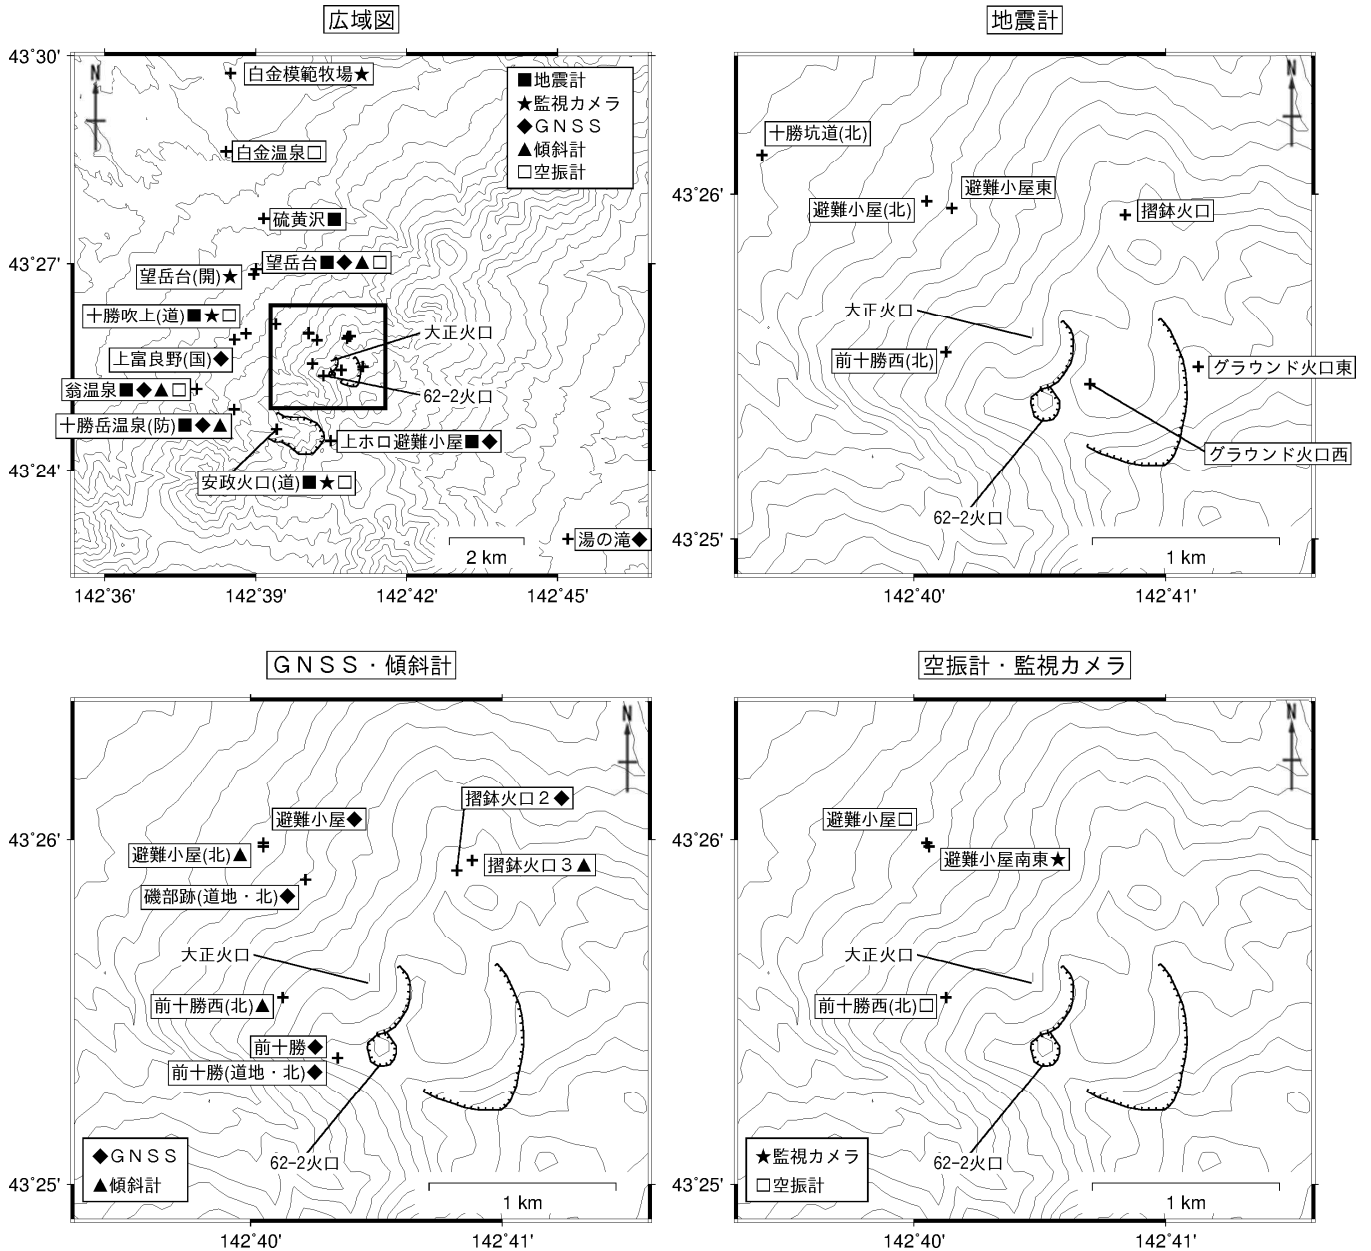 広域図
43°30'
43°27'
43°24'
142°36'
142°39'
142°42'
142°45'
N
■地震計
★監視カメラ
◆GNSS
▲傾斜計
□空振計
白金模範牧場★
白金温泉□
硫黄沢■
望岳台■◆▲□
望岳台(開)★
十勝吹上(道)■★□
大正火口
上富良野(国)◆
翁温泉■◆▲□
62-2火口
十勝岳温泉(防)■◆▲
上ホロ避難小屋■◆
安政火口(道)■★□
湯の滝◆
2 km
地震計
N
十勝坑道(北)
避難小屋東
避難小屋(北)
摺鉢火口
43°26'
大正火口
前十勝西(北)
グラウンド火口東
グラウンド火口西
62-2火口
43°25'
1 km
142°40'
142°41'
GNSS・傾斜計
N
摺鉢火口2◆
避難小屋◆
43°26'
避難小屋(北)▲
摺鉢火口3▲
磯部跡(道地・北)◆
大正火口
前十勝西(北)▲
前十勝◆
前十勝(道地・北)◆
◆GNSS
▲傾斜計
62-2火口
43°25'
1 km
142°40'
142°41'
空振計・監視カメラ
N
避難小屋□
43°26'
避難小屋南東★
大正火口
前十勝西(北)□
★監視カメラ
□空振計
62-2火口
43°25'
1 km
142°40'
142°41'